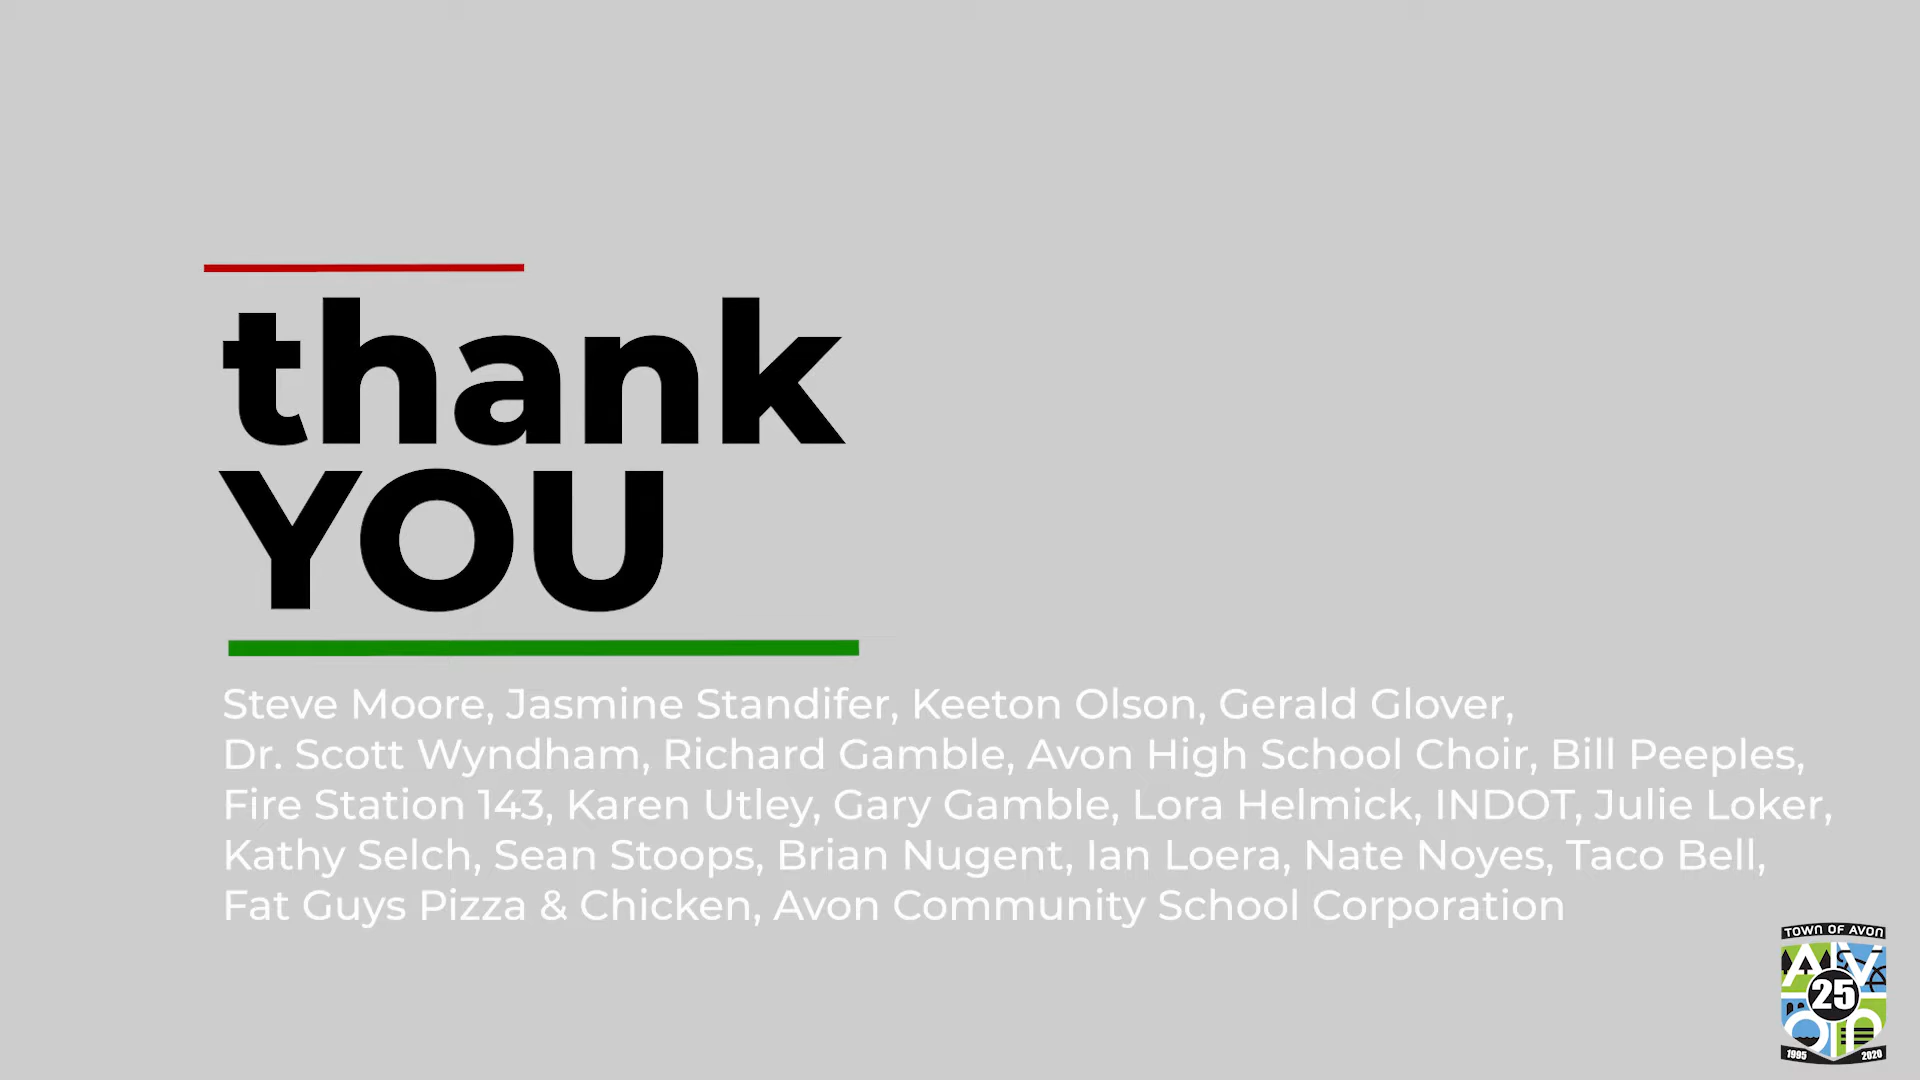 thank
YOU
Steve Moore, Jasmine Standifer, Keeton Olson, Gerald Glover,
Dr. Scott Wyndham, Richard Gamble, Avon High School Choir, Bill Peeples,
Fire Station 143, Karen Utley, Gary Gamble, Lora Helmick, INDOT, Julie Loker,
Kathy Selch, Sean Stoops, Brian Nugent, Ian Loera, Nate Noyes, Taco Bell,
Fat Guys Pizza & Chicken, Avon Community School Corporation
TOWN OF AVON
AV
25
on
1995 2020